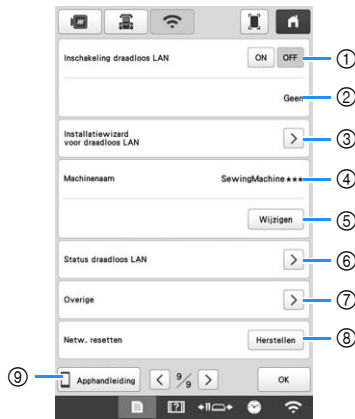 Inschakeling draadloos LAN ON OFF ①
Geen ②
Installatiewizard
voor draadloos LAN ③
Machinenaam SewingMachine★★★ ④
Wijzigen ⑤
Status draadloos LAN ⑥
Overige ⑦
Netw. resetten Herstellen ⑧
⑨ Apphandleiding 9/9 OK